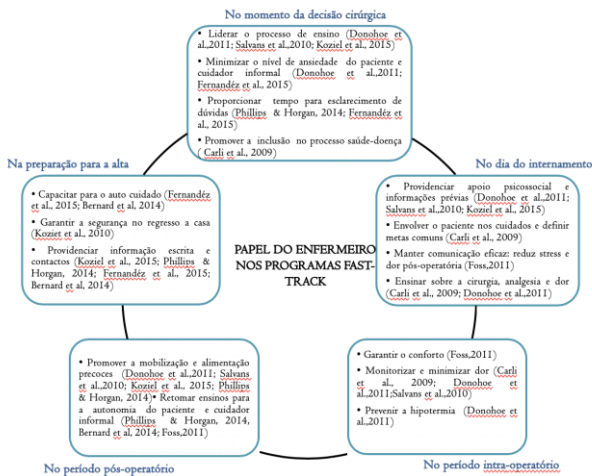 No momento da decisão cirúrgica
• Liderar o processo de ensino (Donohoe et
al.,2011; Salvans et al.,2010; Koziel et al., 2015)
• Minimizar o nível de ansiedade do paciente e
cuidador informal (Donohoe et al.,2011;
Fernandéz et al., 2015)
• Proporcionar tempo para esclarecimento de
dúvidas (Phillips & Horgan, 2014; Fernandéz et
al., 2015)
• Promover a inclusão no processo saúde-doença
( Carli et al., 2009)
Na preparação para a alta
• Capacitar para o auto cuidado (Fernandéz
et al., 2015; Bernard et al, 2014)
• Garantir a segurança no regresso a casa
(Koziet et al., 2010)
• Providenciar informação escrita e
contactos (Koziel et al., 2015; Phillips &
Horgan, 2014; Fernandéz et al., 2015;
Bernard et al, 2014)
PAPEL DO ENFERMEIRO
NOS PROGRAMAS FAST-
TRACK
No dia do internamento
• Providenciar apoio psicossocial e
informações prévias (Donohoe et al.,2011;
Salvans et al.,2010; Koziel et al., 2015)
• Envolver o paciente nos cuidados e definir
metas comuns (Carli et al., 2009)
• Manter comunicação eficaz: reduz stress e
dor pós-operatória (Foss,2011)
• Ensinar sobre a cirurgia, analgesia e dor
(Carli et al., 2009; Donohoe et al.,2011)
• Promover a mobilização e alimentação
precoces (Donohoe et al.,2011; Salvans
et al.,2010; Koziel et al., 2015; Phillips
& Horgan, 2014)• Retomar ensinos para
a autonomia do paciente e cuidador
informal (Phillips & Horgan, 2014,
Bernard et al, 2014; Foss,2011)
No período pós-operatório
• Garantir o conforto (Foss,2011)
• Monitorizar e minimizar dor (Carli
et al., 2009; Donohoe et
al.,2011;Salvans et al.,2010)
• Prevenir a hipotermia (Donohoe et
al.,2011)
No período intra-operatório